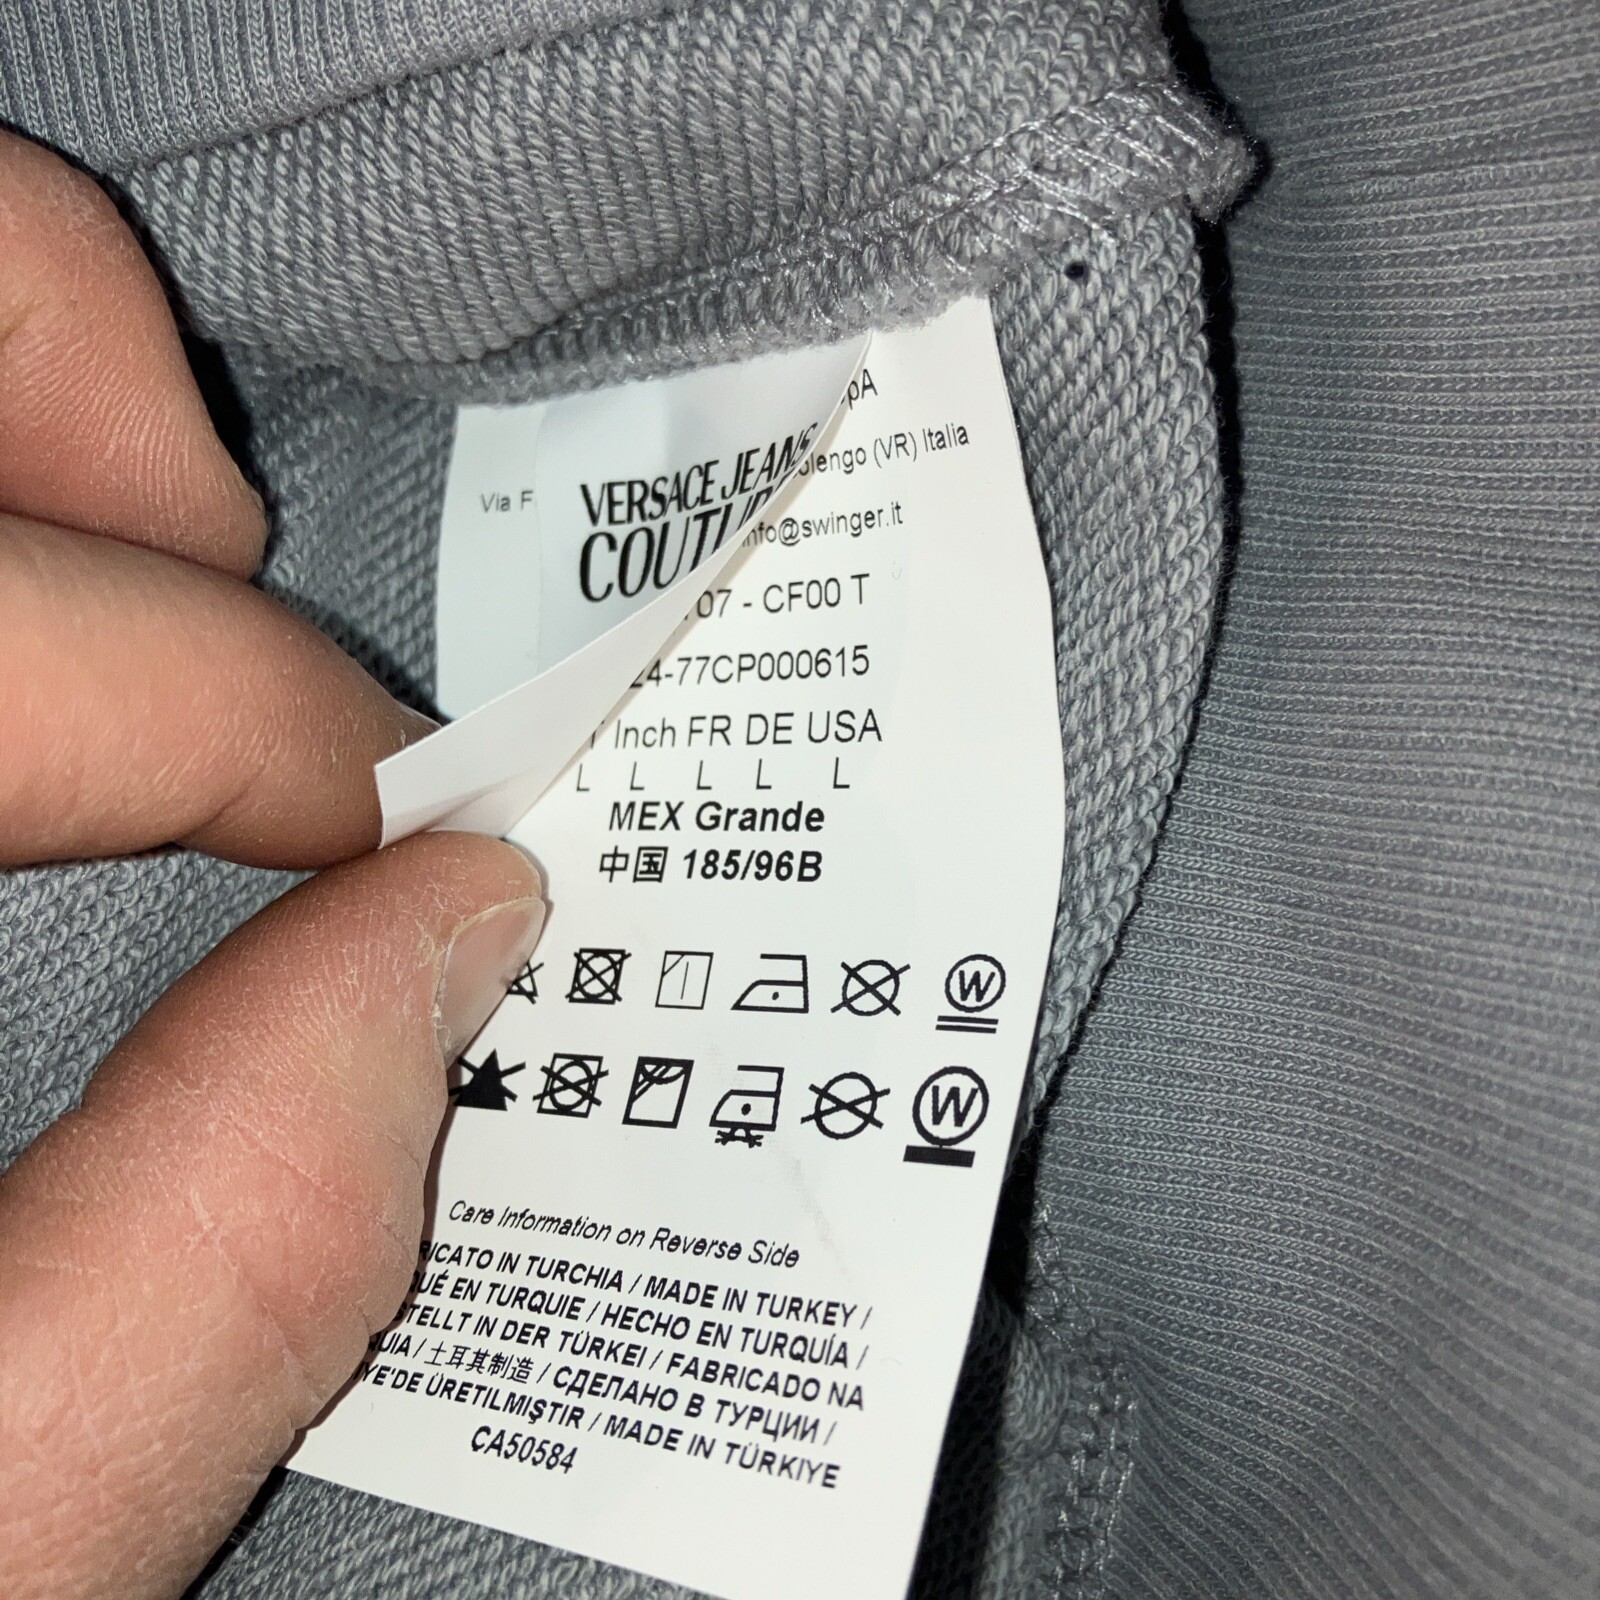 VERSACE JEANS
COUTURE
pA
Via F
olengo (VR) Italia
info@swinger.it
07 - CF00 T
24-77CP000615
Inch FR DE USA
L L L L L
MEX Grande
中国 185/96B
W
W
Care Information on Reverse Side
RICATO IN TURCHIA / MADE IN TURKEY /
QUÉ EN TURQUIE / HECHO EN TURQUÍA /
STELLT IN DER TÜRKEI / FABRICADO NA
QUIA / 土耳其制造 / СДЕЛАНО В ТУРЦИИ /
YE'DE ÜRETILMIŞTIR / MADE IN TÜRKIYE
CA50584